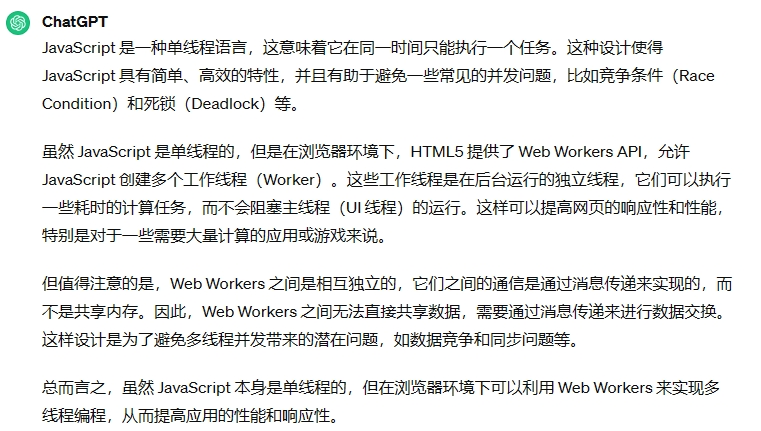 ChatGPT
JavaScript 是一种单线程语言，这意味着它在同一时间只能执行一个任务。这种设计使得
JavaScript 具有简单、高效的特性，并且有助于避免一些常见的并发问题，比如竞争条件（Race
Condition）和死锁（Deadlock）等。
虽然 JavaScript 是单线程的，但是在浏览器环境下，HTML5 提供了 Web Workers API，允许
JavaScript 创建多个工作线程（Worker）。这些工作线程是在后台运行的独立线程，它们可以执行
一些耗时的计算任务，而不会阻塞主线程（UI 线程）的运行。这样可以提高网页的响应性和性能，
特别是对于一些需要大量计算的应用或游戏来说。
但值得注意的是，Web Workers 之间是相互独立的，它们之间的通信是通过消息传递来实现的，而
不是共享内存。因此，Web Workers 之间无法直接共享数据，需要通过消息传递来进行数据交换。
这样设计是为了避免多线程并发带来的潜在问题，如数据竞争和同步问题等。
总而言之，虽然 JavaScript 本身是单线程的，但在浏览器环境下可以利用 Web Workers 来实现多
线程编程，从而提高应用的性能和响应性。